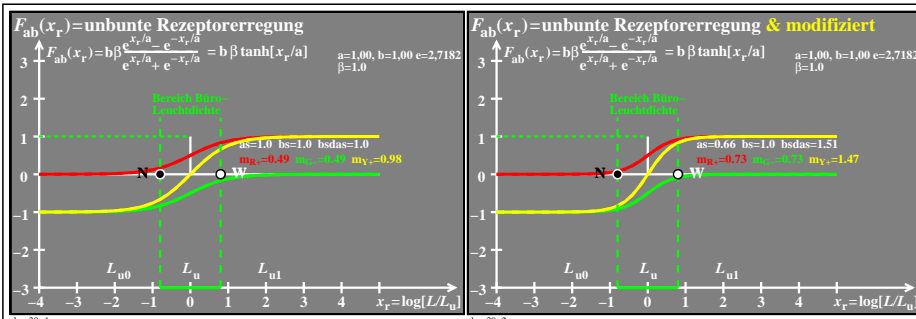 F_ab(x_r)=unbunte Rezeptorerregung
F_ab(x_r)=bβ (e^(x_r/a) − e^(−x_r/a)) / (e^(x_r/a) + e^(−x_r/a)) = b β tanh[x_r/a]
a=1,00, b=1,00 e=2,7182
β=1.0
3
2
1
0
−1
−2
−3
Bereich Büro–
Leuchtdichte
as=1.0 bs=1.0 bsdas=1.0
m_R+=0.49 m_G+=0.49 m_Y+=0.98
N
W
L_u0
L_u
L_u1
−4 −3 −2 −1 0 1 2 3 4
x_r=log[L/L_u]
F_ab(x_r)=unbunte Rezeptorerregung & modifiziert
F_ab(x_r)=bβ (e^(x_r/a) − e^(−x_r/a)) / (e^(x_r/a) + e^(−x_r/a)) = b β tanh[x_r/a]
a=1,00, b=1,00 e=2,7182
β=1.0
3
2
1
0
−1
−2
−3
Bereich Büro–
Leuchtdichte
as=0.66 bs=1.0 bsdas=1.51
m_R+=0.73 m_G+=0.73 m_Y+=1.47
N
W
L_u0
L_u
L_u1
−4 −3 −2 −1 0 1 2 3 4
x_r=log[L/L_u]